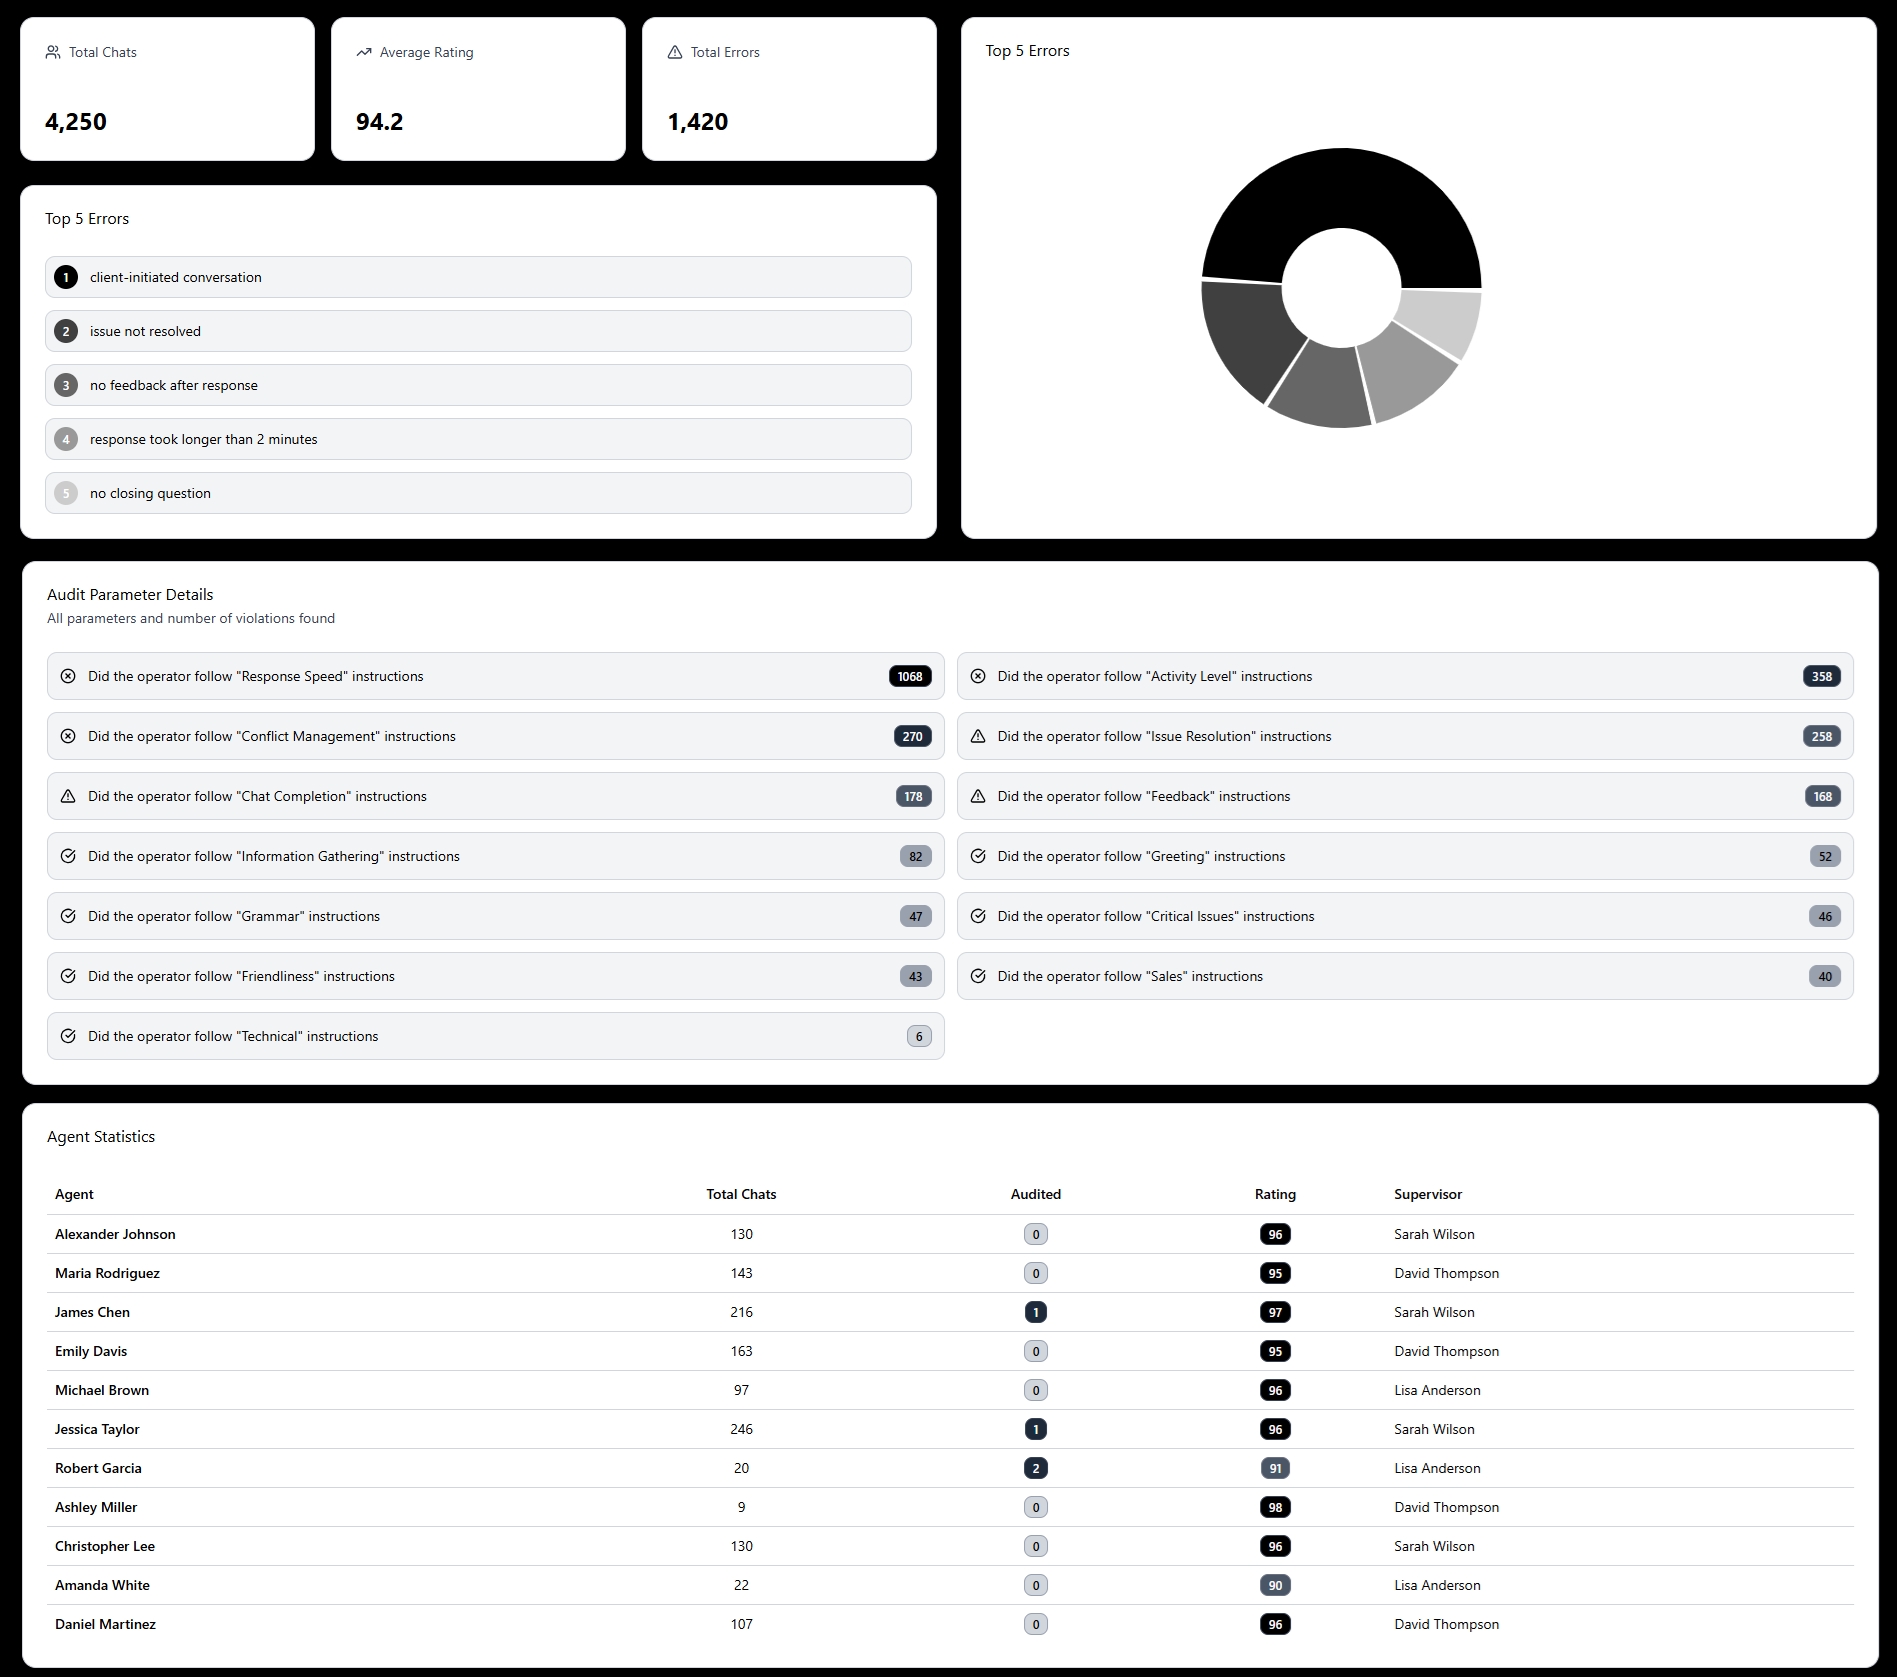 Total Chats
4,250
Average Rating
94.2
Total Errors
1,420
Top 5 Errors
1 client-initiated conversation
2 issue not resolved
3 no feedback after response
4 response took longer than 2 minutes
5 no closing question
Top 5 Errors
Audit Parameter Details
All parameters and number of violations found
Did the operator follow "Response Speed" instructions 1068
Did the operator follow "Activity Level" instructions 358
Did the operator follow "Conflict Management" instructions 270
Did the operator follow "Issue Resolution" instructions 258
Did the operator follow "Chat Completion" instructions 178
Did the operator follow "Feedback" instructions 168
Did the operator follow "Information Gathering" instructions 82
Did the operator follow "Greeting" instructions 52
Did the operator follow "Grammar" instructions 47
Did the operator follow "Critical Issues" instructions 46
Did the operator follow "Friendliness" instructions 43
Did the operator follow "Sales" instructions 40
Did the operator follow "Technical" instructions 6
Agent Statistics
Agent Total Chats Audited Rating Supervisor
Alexander Johnson 130 0 96 Sarah Wilson
Maria Rodriguez 143 0 95 David Thompson
James Chen 216 1 97 Sarah Wilson
Emily Davis 163 0 95 David Thompson
Michael Brown 97 0 96 Lisa Anderson
Jessica Taylor 246 1 96 Sarah Wilson
Robert Garcia 20 2 91 Lisa Anderson
Ashley Miller 9 0 98 David Thompson
Christopher Lee 130 0 96 Sarah Wilson
Amanda White 22 0 90 Lisa Anderson
Daniel Martinez 107 0 96 David Thompson